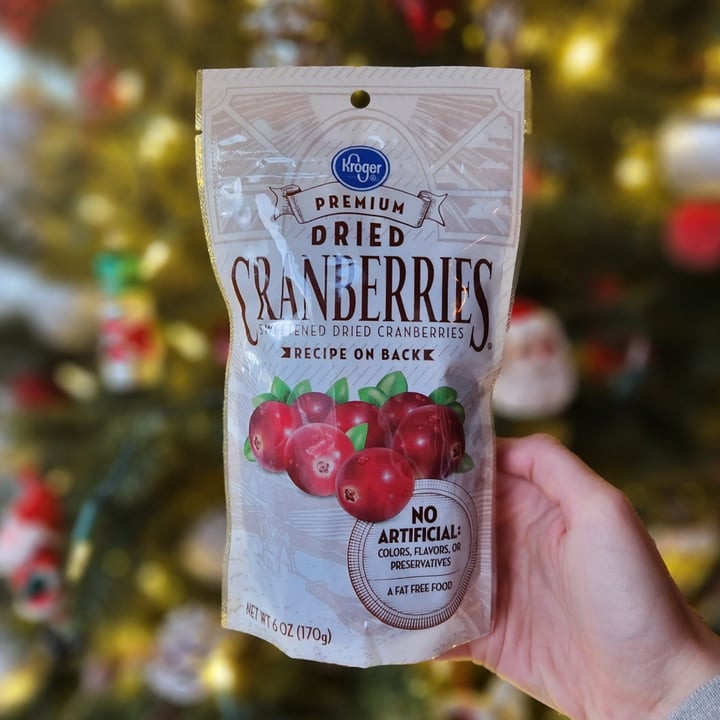 Kroger®
PREMIUM
DRIED
CRANBERRIES®
SWEETENED DRIED CRANBERRIES
RECIPE ON BACK
NO
ARTIFICIAL:
COLORS, FLAVORS, OR
PRESERVATIVES
A FAT FREE FOOD
NET WT 6 OZ (170g)